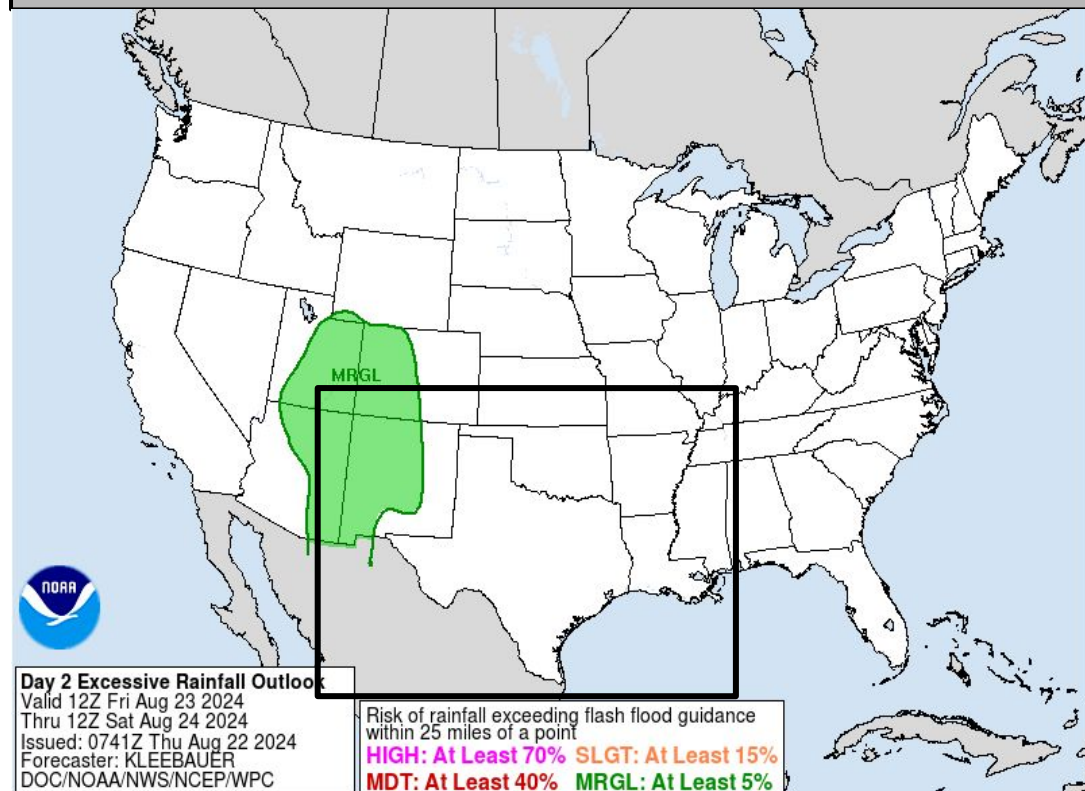 MRGL
NOAA
Day 2 Excessive Rainfall Outlook
Valid 12Z Fri Aug 23 2024
Thru 12Z Sat Aug 24 2024
Issued: 0741Z Thu Aug 22 2024
Forecaster: KLEEBAUER
DOC/NOAA/NWS/NCEP/WPC
Risk of rainfall exceeding flash flood guidance
within 25 miles of a point
HIGH: At Least 70% SLGT: At Least 15%
MDT: At Least 40% MRGL: At Least 5%